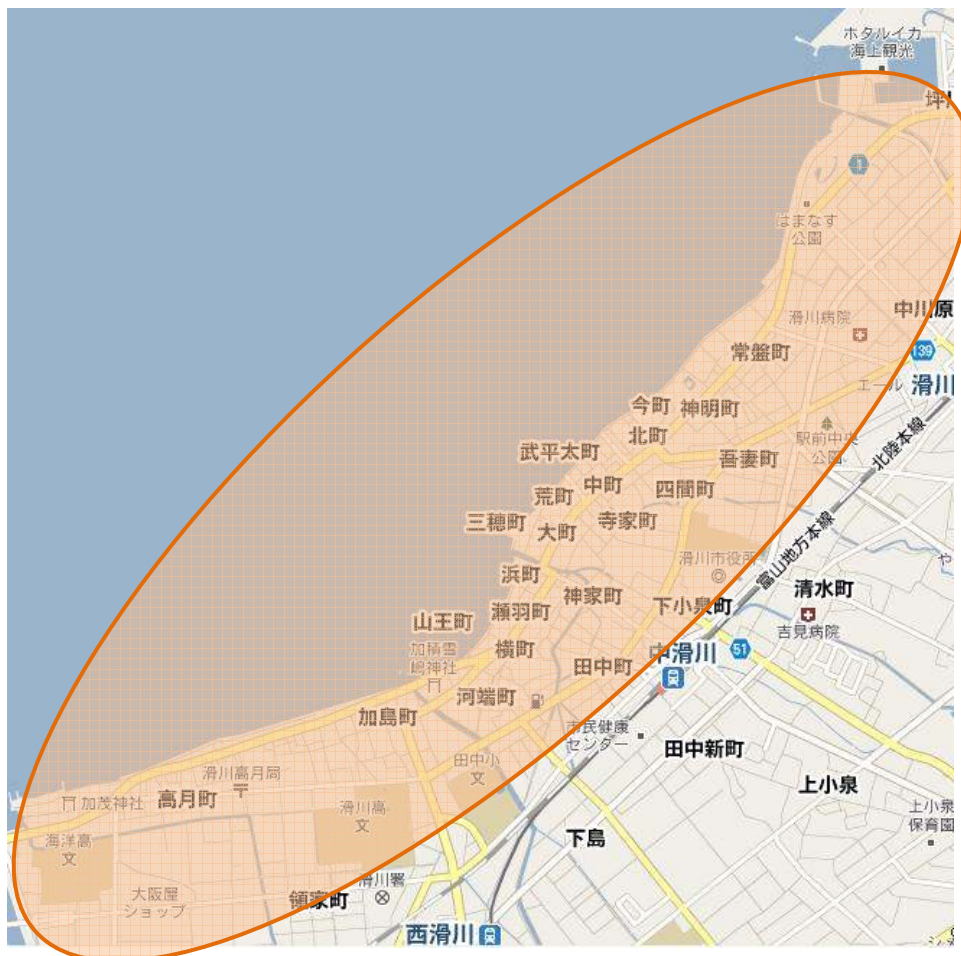 ホタルイカ
海上観光
坪
はまなす
公園
中川原
滑川病院
常盤町
139
エール
滑川
今町
神明町
北町
駅前中央
公園
北陸本線
武平太町
吾妻町
中町
四間町
荒町
三穂町
大町
寺家町
滑川市役所
富山地方本線
浜町
や
神家町
清水町
瀬羽町
下小泉町
山王町
吉見病院
加積雪
嶋神社
横町
51
中滑川
田中町
河端町
加島町
市民健康
センター
田中新町
滑川高月局
田中小
文
上小泉
加茂神社
高月町
滑川高
文
上小泉
保育園
海洋高
文
下島
滑川署
大阪屋
ショップ
領家町
西滑川